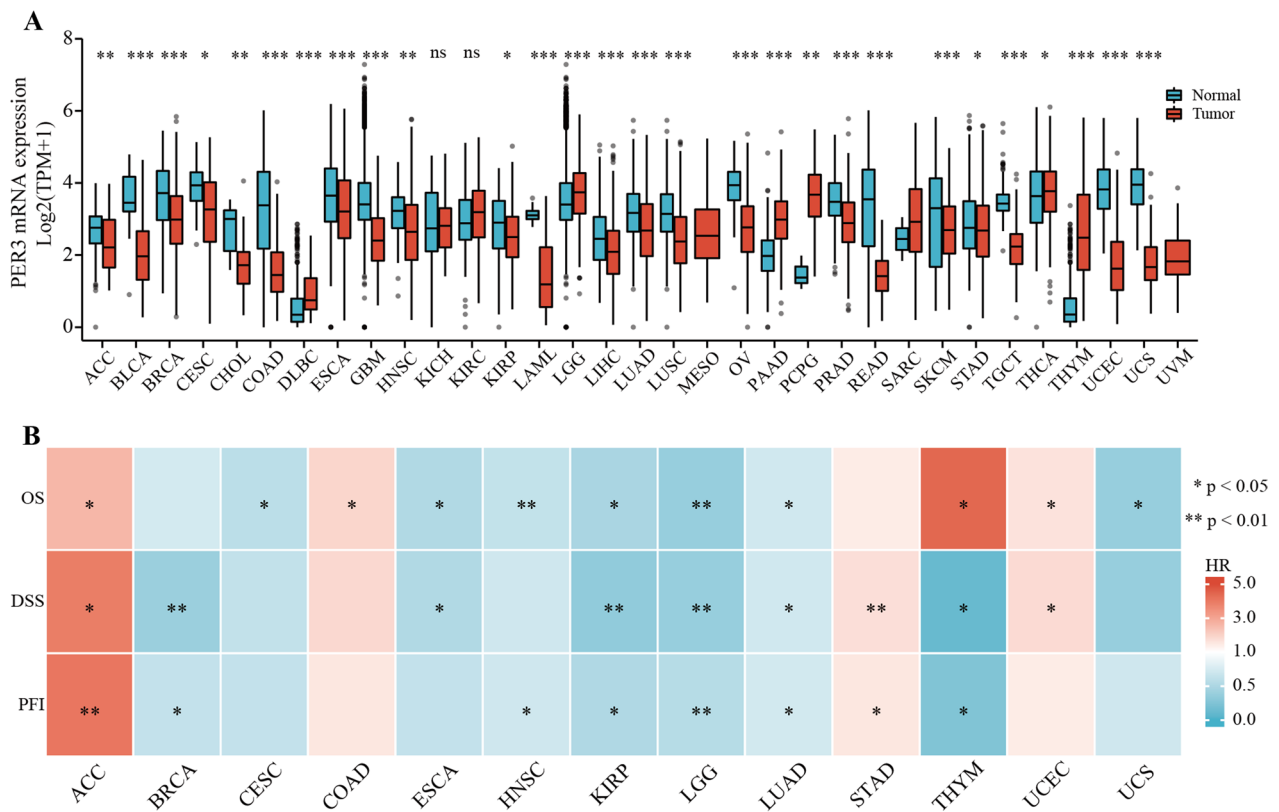 A
8
6
4
2
0
PER3 mRNA expression
Log2(TPM+1)
** *** *** * ** *** *** *** *** ** ns ns * *** *** *** *** *** *** *** ** *** *** *** * *** * *** *** ***
Normal
Tumor
ACC BLCA BRCA CESC CHOL COAD DLBC ESCA GBM HNSC KICH KIRC KIRP LAML LGG LIHC LUAD LUSC MESO OV PAAD PCPG PRAD READ SARC SKCM STAD TGCT THCA THYM UCEC UCS UVM
B
OS * * * * ** * ** * * * *
DSS * ** * ** ** * ** * *
PFI ** * * * ** * * *
ACC BRCA CESC COAD ESCA HNSC KIRP LGG LUAD STAD THYM UCEC UCS
* p < 0.05
** p < 0.01
HR
5.0
3.0
1.0
0.5
0.0